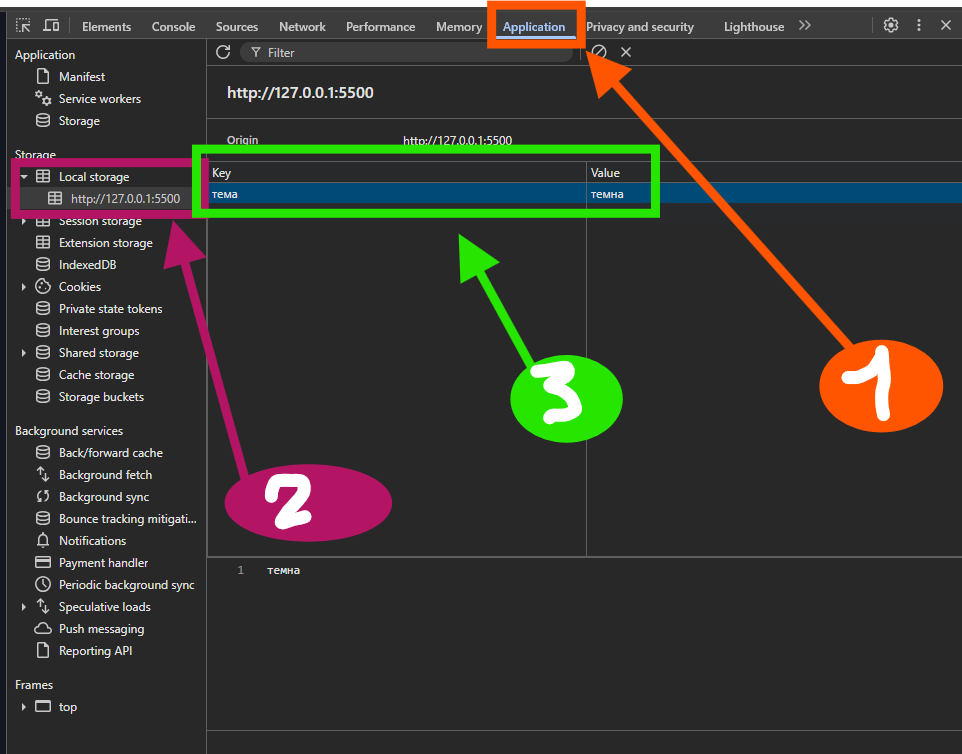 Elements Console Sources Network Performance Memory Application Privacy and security Lighthouse
Application
Manifest
Service workers
Storage
Storage
Local storage
http://127.0.0.1:5500
Session storage
Extension storage
IndexedDB
Cookies
Private state tokens
Interest groups
Shared storage
Cache storage
Storage buckets
Background services
Back/forward cache
Background fetch
Background sync
Bounce tracking mitigati...
Notifications
Payment handler
Periodic background sync
Speculative loads
Push messaging
Reporting API
Frames
top
Filter
http://127.0.0.1:5500
Origin http://127.0.0.1:5500
Key Value
тема темна
1 темна
1
2
3